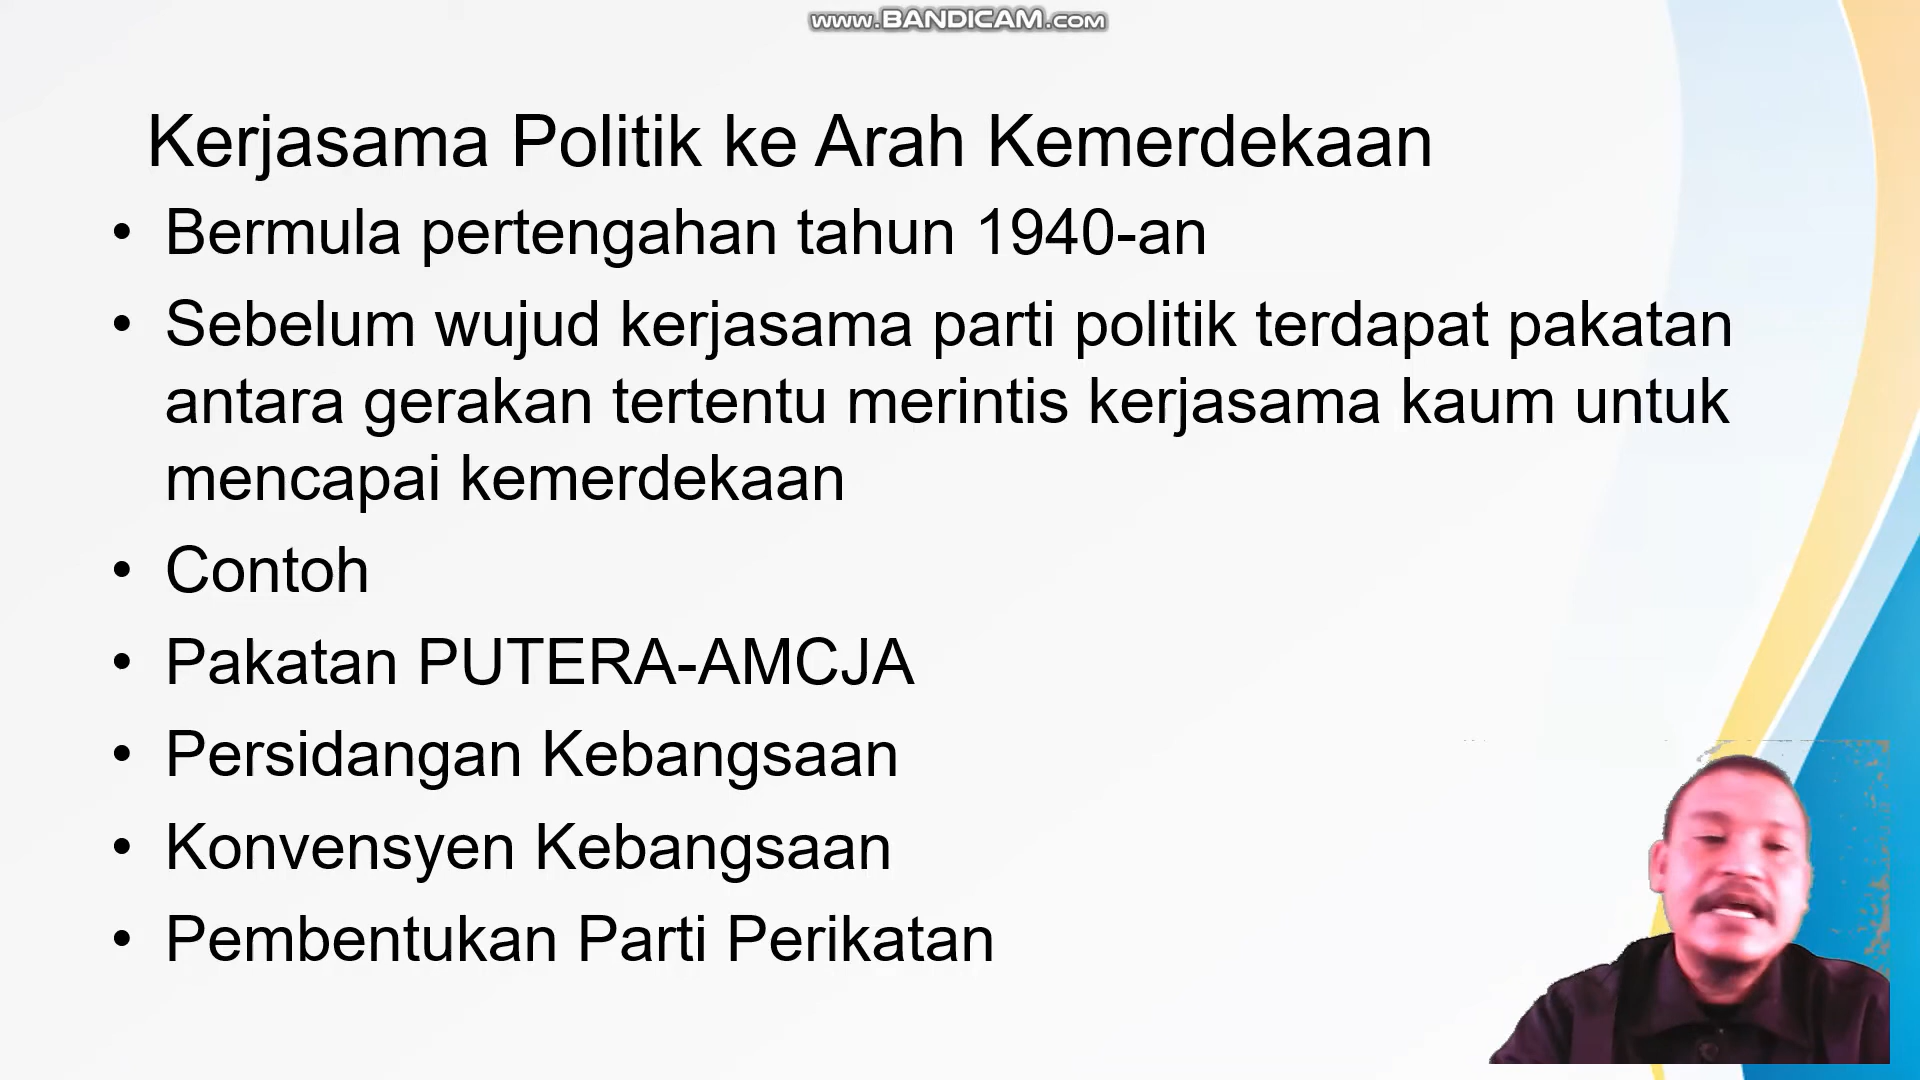 www.BANDICAM.com
Kerjasama Politik ke Arah Kemerdekaan
• Bermula pertengahan tahun 1940-an
• Sebelum wujud kerjasama parti politik terdapat pakatan
antara gerakan tertentu merintis kerjasama kaum untuk
mencapai kemerdekaan
• Contoh
• Pakatan PUTERA-AMCJA
• Persidangan Kebangsaan
• Konvensyen Kebangsaan
• Pembentukan Parti Perikatan